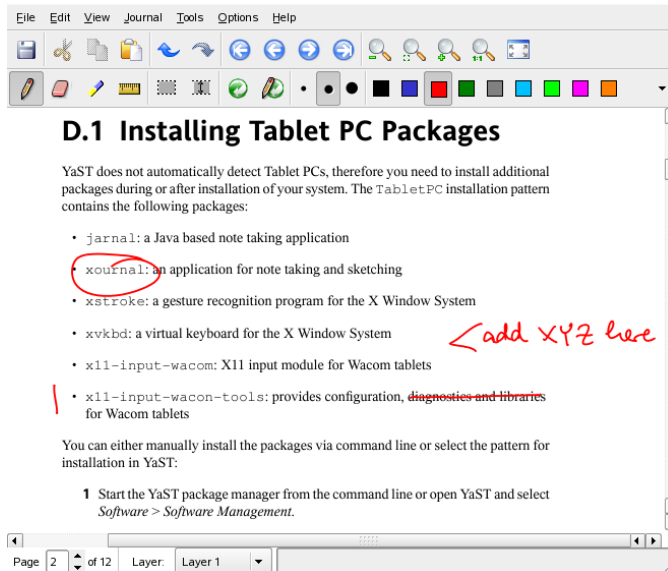 File Edit View Journal Tools Options Help
D.1 Installing Tablet PC Packages
YaST does not automatically detect Tablet PCs, therefore you need to install additional
packages during or after installation of your system. The TabletPC installation pattern
contains the following packages:
• jarnal: a Java based note taking application
• xournal: an application for note taking and sketching
• xstroke: a gesture recognition program for the X Window System
• xvkbd: a virtual keyboard for the X Window System
add XYZ here
• x11-input-wacom: X11 input module for Wacom tablets
• x11-input-wacon-tools: provides configuration, diagnostics and libraries
for Wacom tablets
You can either manually install the packages via command line or select the pattern for
installation in YaST:
1 Start the YaST package manager from the command line or open YaST and select
Software > Software Management.
Page 2 of 12 Layer: Layer 1